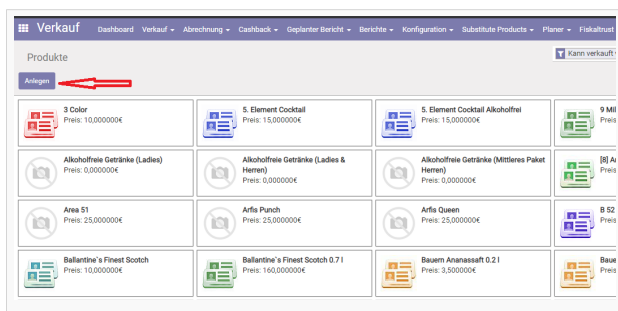 Verkauf Dashboard Verkauf Abrechnung Cashback Geplanter Bericht Berichte Konfiguration Substitute Products Planer Fiskaltrust
Produkte Kann verkauft
Anlegen
3 Color 5. Element Cocktail 5. Element Cocktail Alkoholfrei 9 Mil
Preis: 10,000000€ Preis: 15,000000€ Preis: 15,000000€ Preis
Alkoholfreie Getränke (Ladies) Alkoholfreie Getränke (Ladies & Alkoholfreie Getränke (Mittleres Paket [8] A
Preis: 0,000000€ Herren) Herren) Preis
Preis: 0,000000€ Preis: 0,000000€
Area 51 Arfis Punch Arfis Queen B 52
Preis: 25,000000€ Preis: 25,000000€ Preis: 25,000000€ Preis
Ballantine`s Finest Scotch Ballantine`s Finest Scotch 0.7 l Bauern Ananassaft 0.2 l Baue
Preis: 10,000000€ Preis: 160,000000€ Preis: 3,500000€ Preis